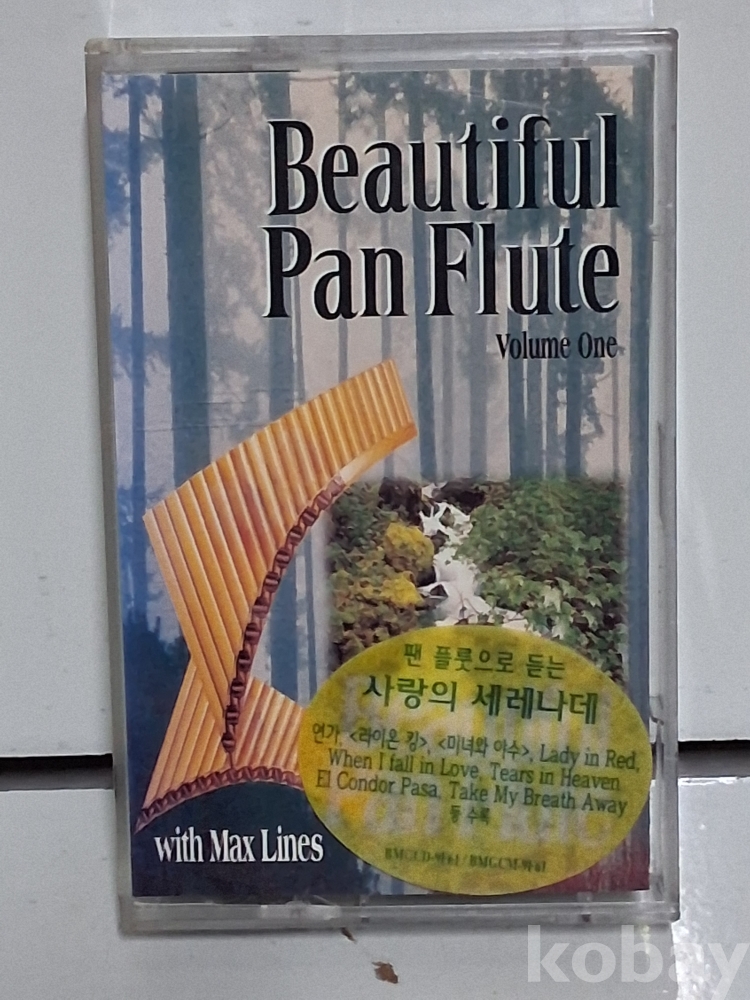 Beautiful
Pan Flute
Volume One
팬 플룻으로 듣는
사랑의 세레나데
연가, <라이온 킹>, <미녀와 야수>, Lady in Red,
When I fall in Love, Tears in Heaven
El Condor Pasa, Take My Breath Away
등 수록
with Max Lines
kobay